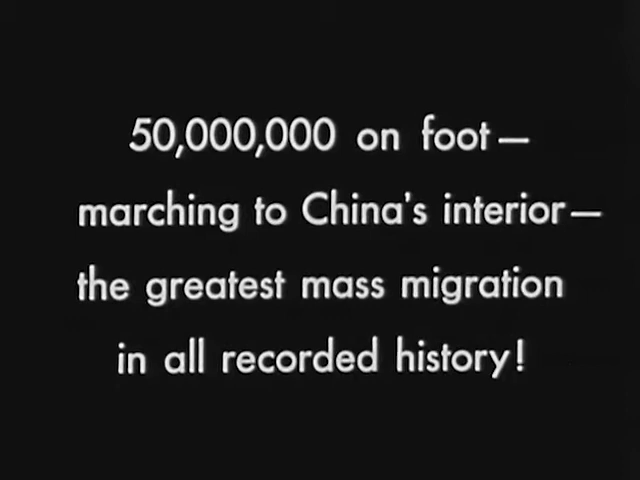 50,000,000 on foot—
marching to China's interior—
the greatest mass migration
in all recorded history!